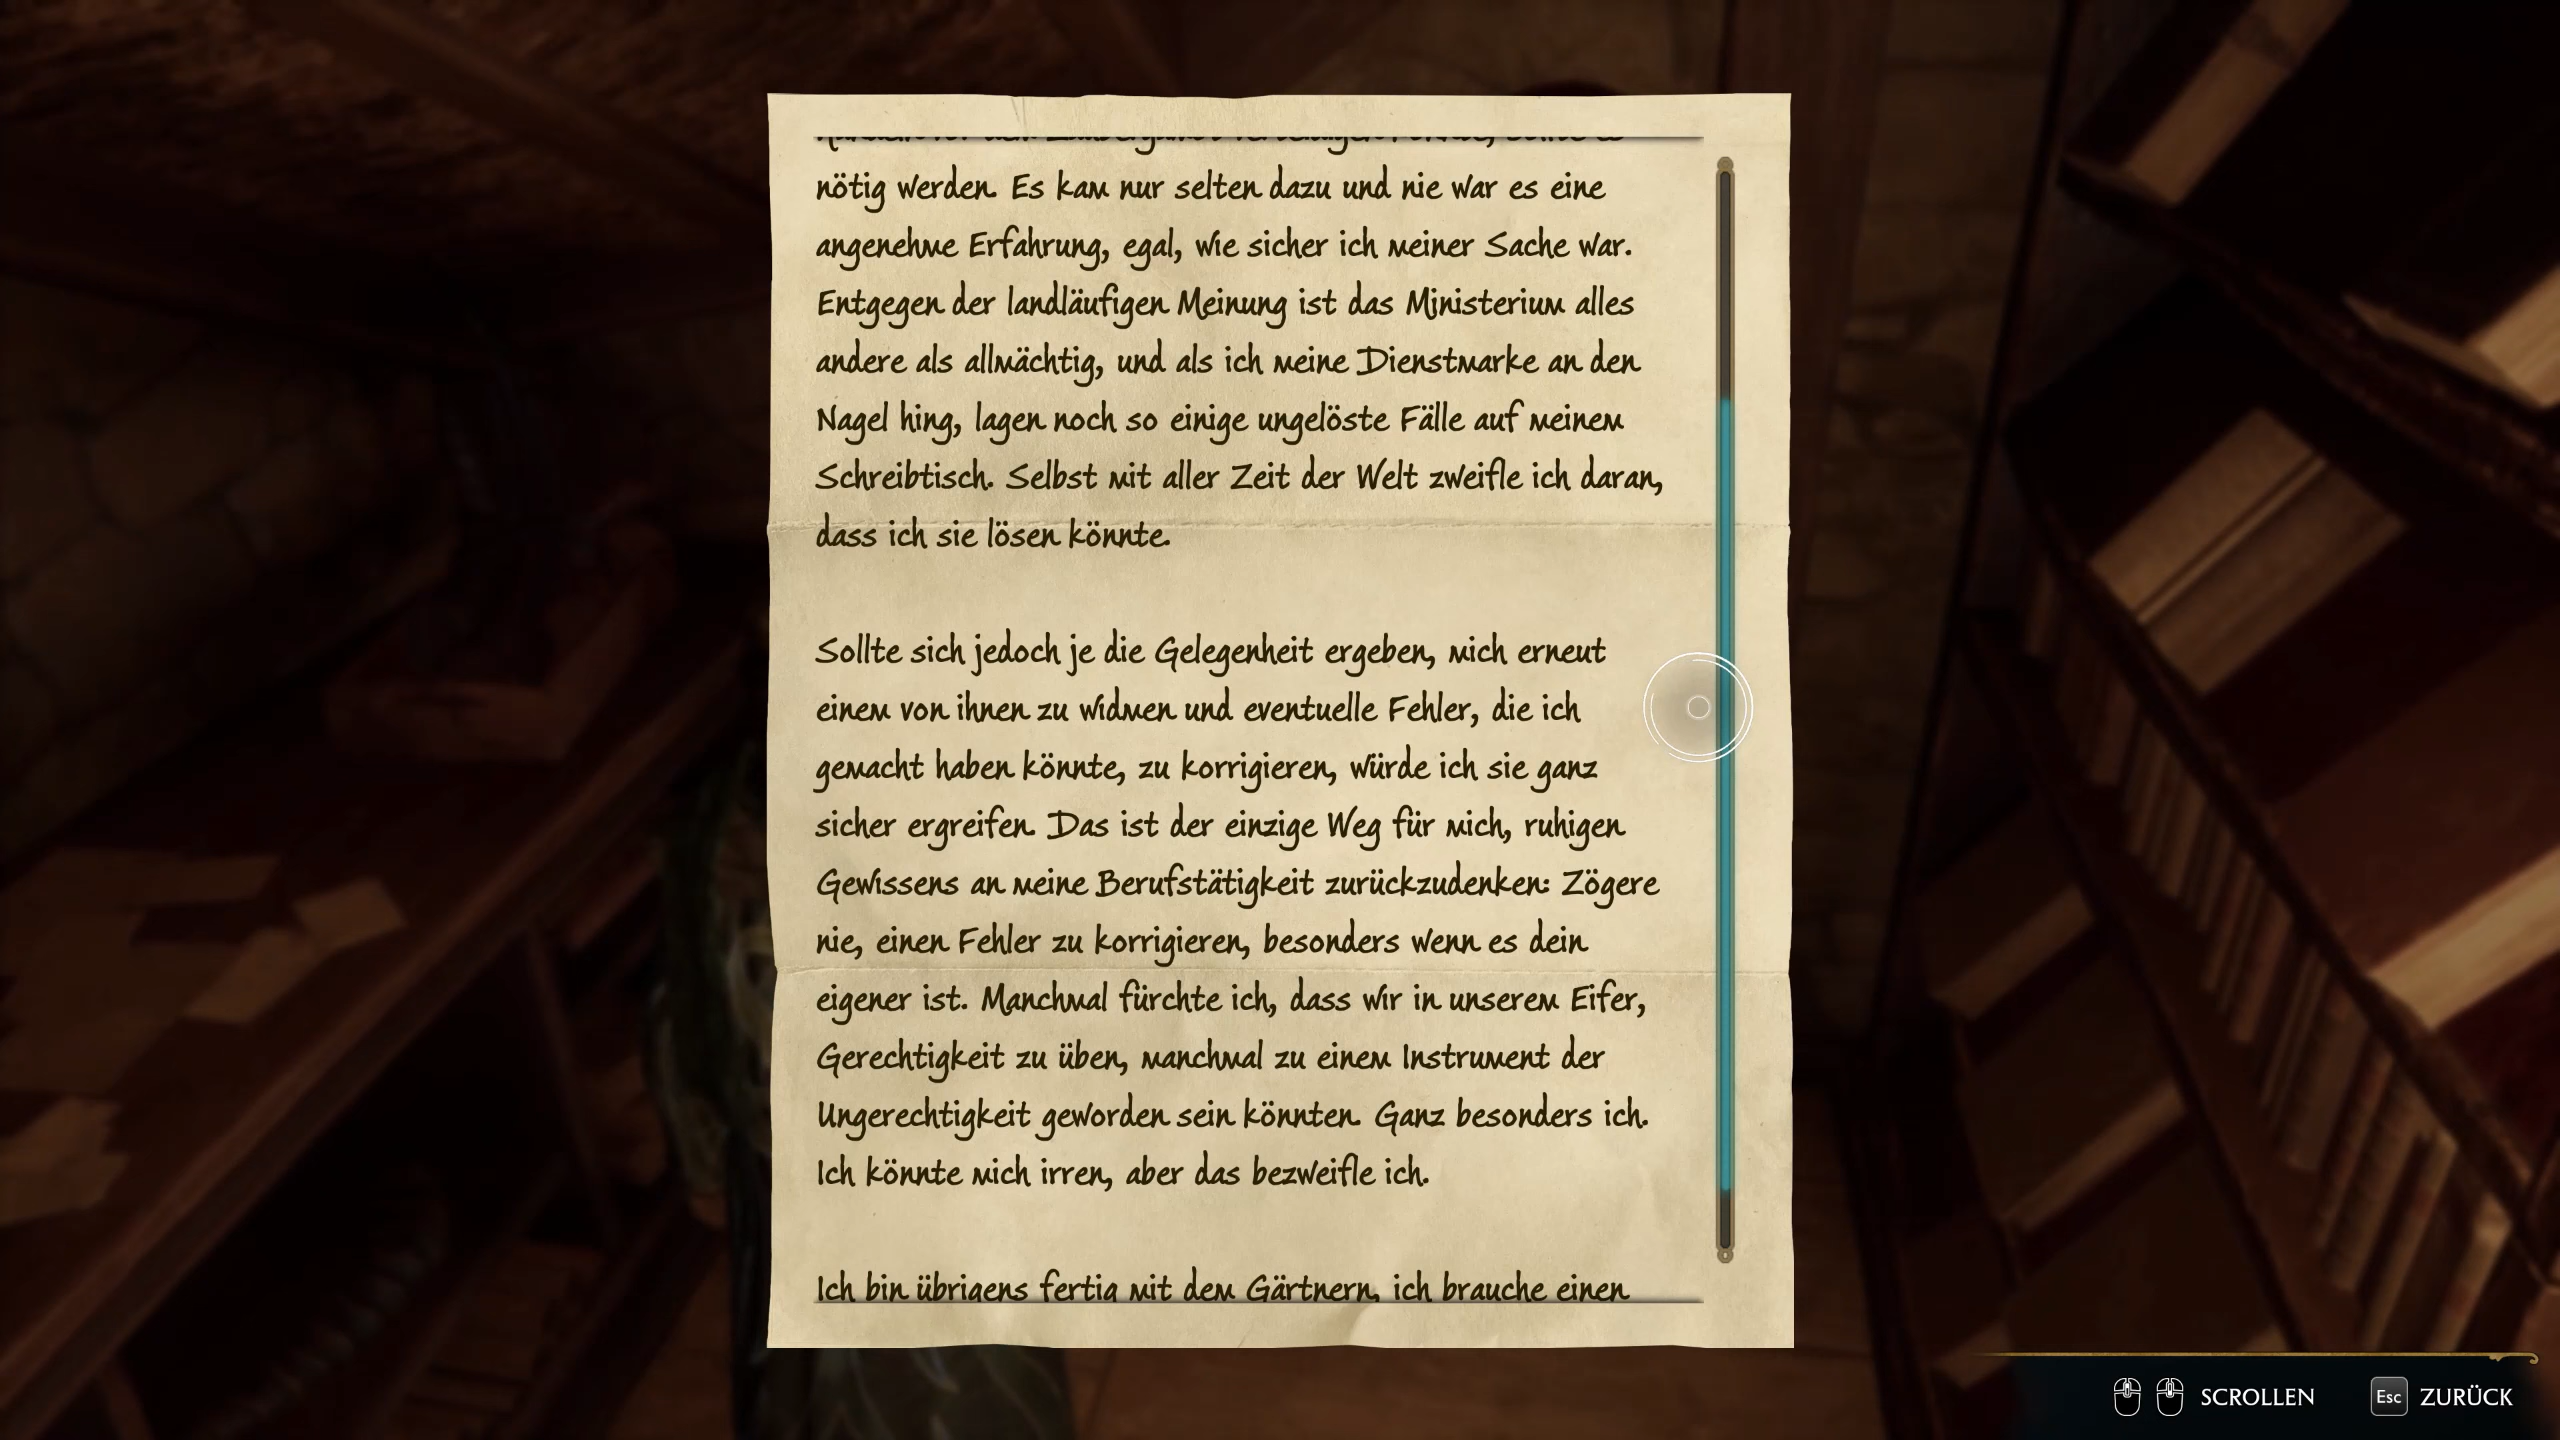 nötig werden. Es kam nur selten dazu und nie war es eine
angenehme Erfahrung, egal, wie sicher ich meiner Sache war.
Entgegen der landläufigen Meinung ist das Ministerium alles
andere als allmächtig, und als ich meine Dienstmarke an den
Nagel hing, lagen noch so einige ungelöste Fälle auf meinem
Schreibtisch. Selbst mit aller Zeit der Welt zweifle ich daran,
dass ich sie lösen könnte.
Sollte sich jedoch je die Gelegenheit ergeben, mich erneut
einem von ihnen zu widmen und eventuelle Fehler, die ich
gemacht haben könnte, zu korrigieren, würde ich sie ganz
sicher ergreifen. Das ist der einzige Weg für mich, ruhigen
Gewissens an meine Berufstätigkeit zurückzudenken: Zögere
nie, einen Fehler zu korrigieren, besonders wenn es dein
eigener ist. Manchmal fürchte ich, dass wir in unserem Eifer,
Gerechtigkeit zu üben, manchmal zu einem Instrument der
Ungerechtigkeit geworden sein könnten. Ganz besonders ich.
Ich könnte mich irren, aber das bezweifle ich.
Ich bin übrigens fertig mit dem Gärtnern, ich brauche einen
SCROLLEN
Esc ZURÜCK